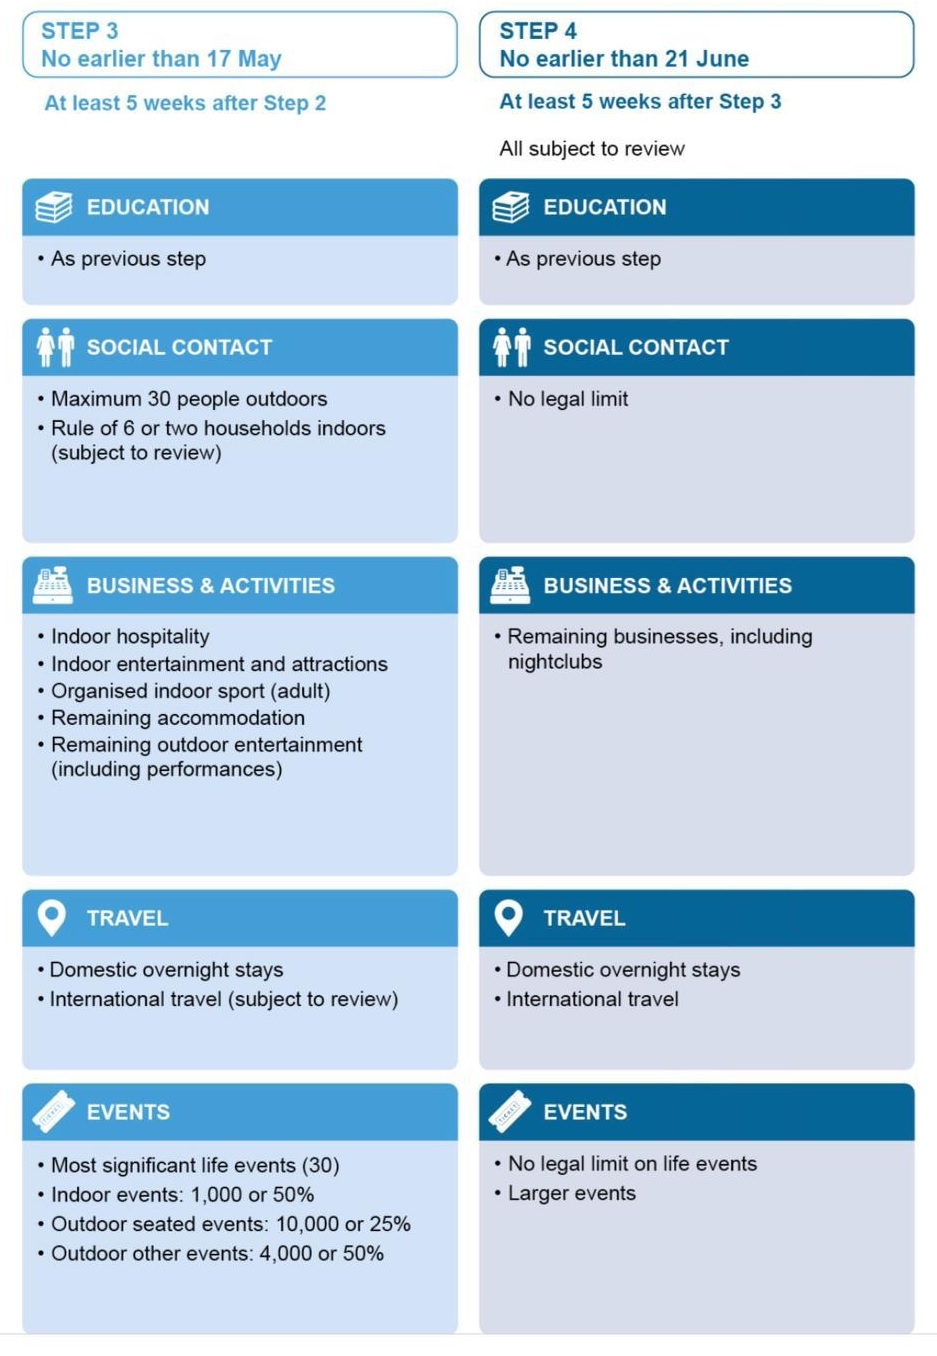 STEP 3
No earlier than 17 May
At least 5 weeks after Step 2
EDUCATION
• As previous step
SOCIAL CONTACT
• Maximum 30 people outdoors
• Rule of 6 or two households indoors
(subject to review)
BUSINESS & ACTIVITIES
• Indoor hospitality
• Indoor entertainment and attractions
• Organised indoor sport (adult)
• Remaining accommodation
• Remaining outdoor entertainment
(including performances)
TRAVEL
• Domestic overnight stays
• International travel (subject to review)
EVENTS
• Most significant life events (30)
• Indoor events: 1,000 or 50%
• Outdoor seated events: 10,000 or 25%
• Outdoor other events: 4,000 or 50%
STEP 4
No earlier than 21 June
At least 5 weeks after Step 3
All subject to review
EDUCATION
• As previous step
SOCIAL CONTACT
• No legal limit
BUSINESS & ACTIVITIES
• Remaining businesses, including
nightclubs
TRAVEL
• Domestic overnight stays
• International travel
EVENTS
• No legal limit on life events
• Larger events